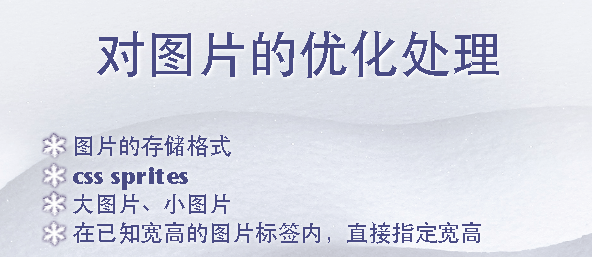 对图片的优化处理
图片的存储格式
css sprites
大图片、小图片
在已知宽高的图片标签内，直接指定宽高